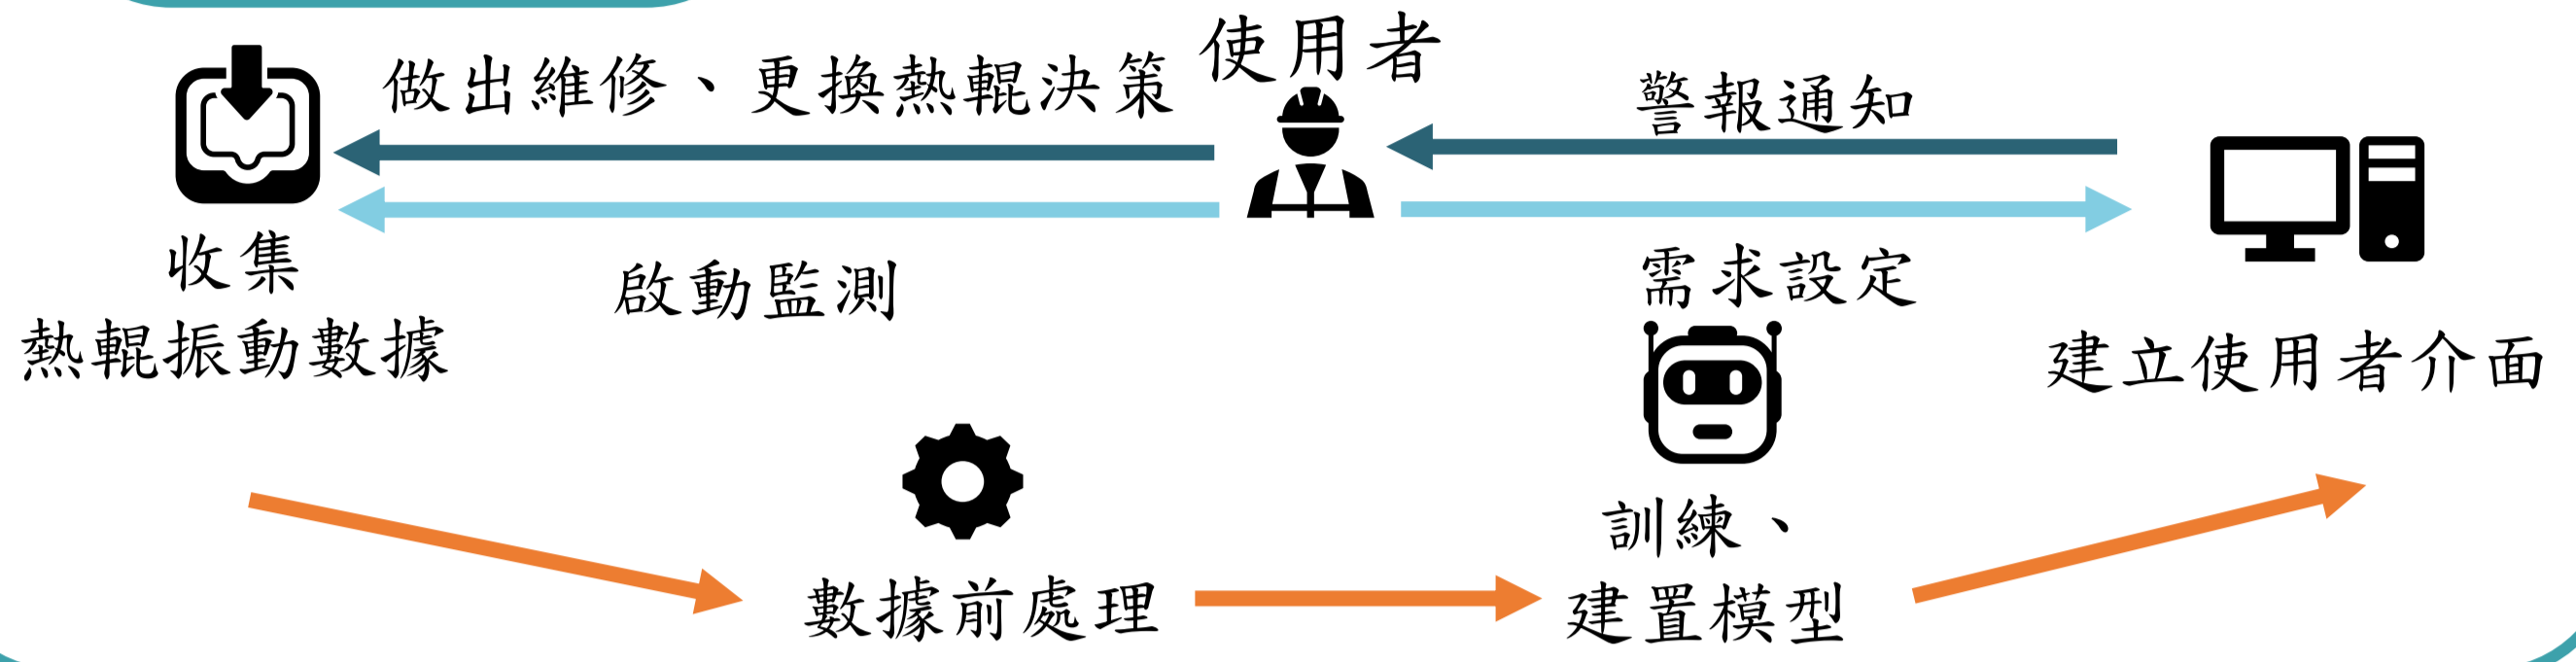 使用者
做出維修、更換熱輥決策
警報通知
收集
熱輥振動數據
啟動監測
需求設定
建立使用者介面
訓練、
建置模型
數據前處理